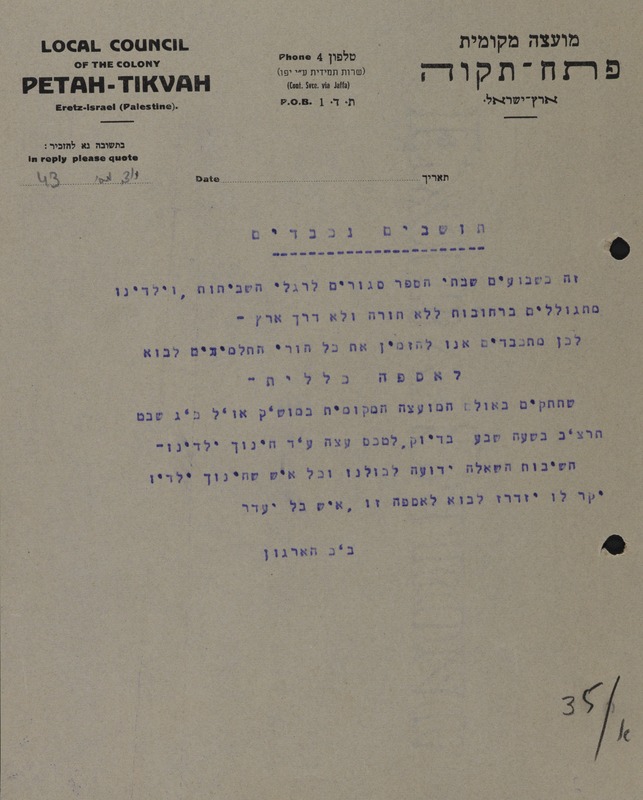 LOCAL COUNCIL
OF THE COLONY
PETAH-TIKVAH
Eretz-Israel (Palestine).
Phone 4 טלפון
(שרות תמידית ע״י יפו)
(Cont. Svce. via Jaffa)
P.O.B. 1 ת. ד.
מועצה מקומית
פתח-תקוה
ארץ-ישראל.
בתשובה נא להזכיר:
In reply please quote
43
Date תאריך
תושבים נכבדים
זה כשבועים שבתי הספר סגורים לרגלי השביתות ,וילדינו
מתגוללים ברחובות ללא תורה ולא דרך ארץ -
לכן מתכבדים אנו להזמין את כל הורי התלמידים לבוא
לאספה כללית-
שתתקים באולם המועצה המקומית במוש״ק או״ל כ״ג שבט
תרצ״ב בשעה שבע בדיוק,לטכס עצה ע״ד חינוך ילדינו-
חשיבות השאלה ידועה לכולנו וכל איש שחינוך ילדיו
יקר לו יזדרז לבוא לאספה זו ,איש בל יעדר
ב״כ הארגון
35/א